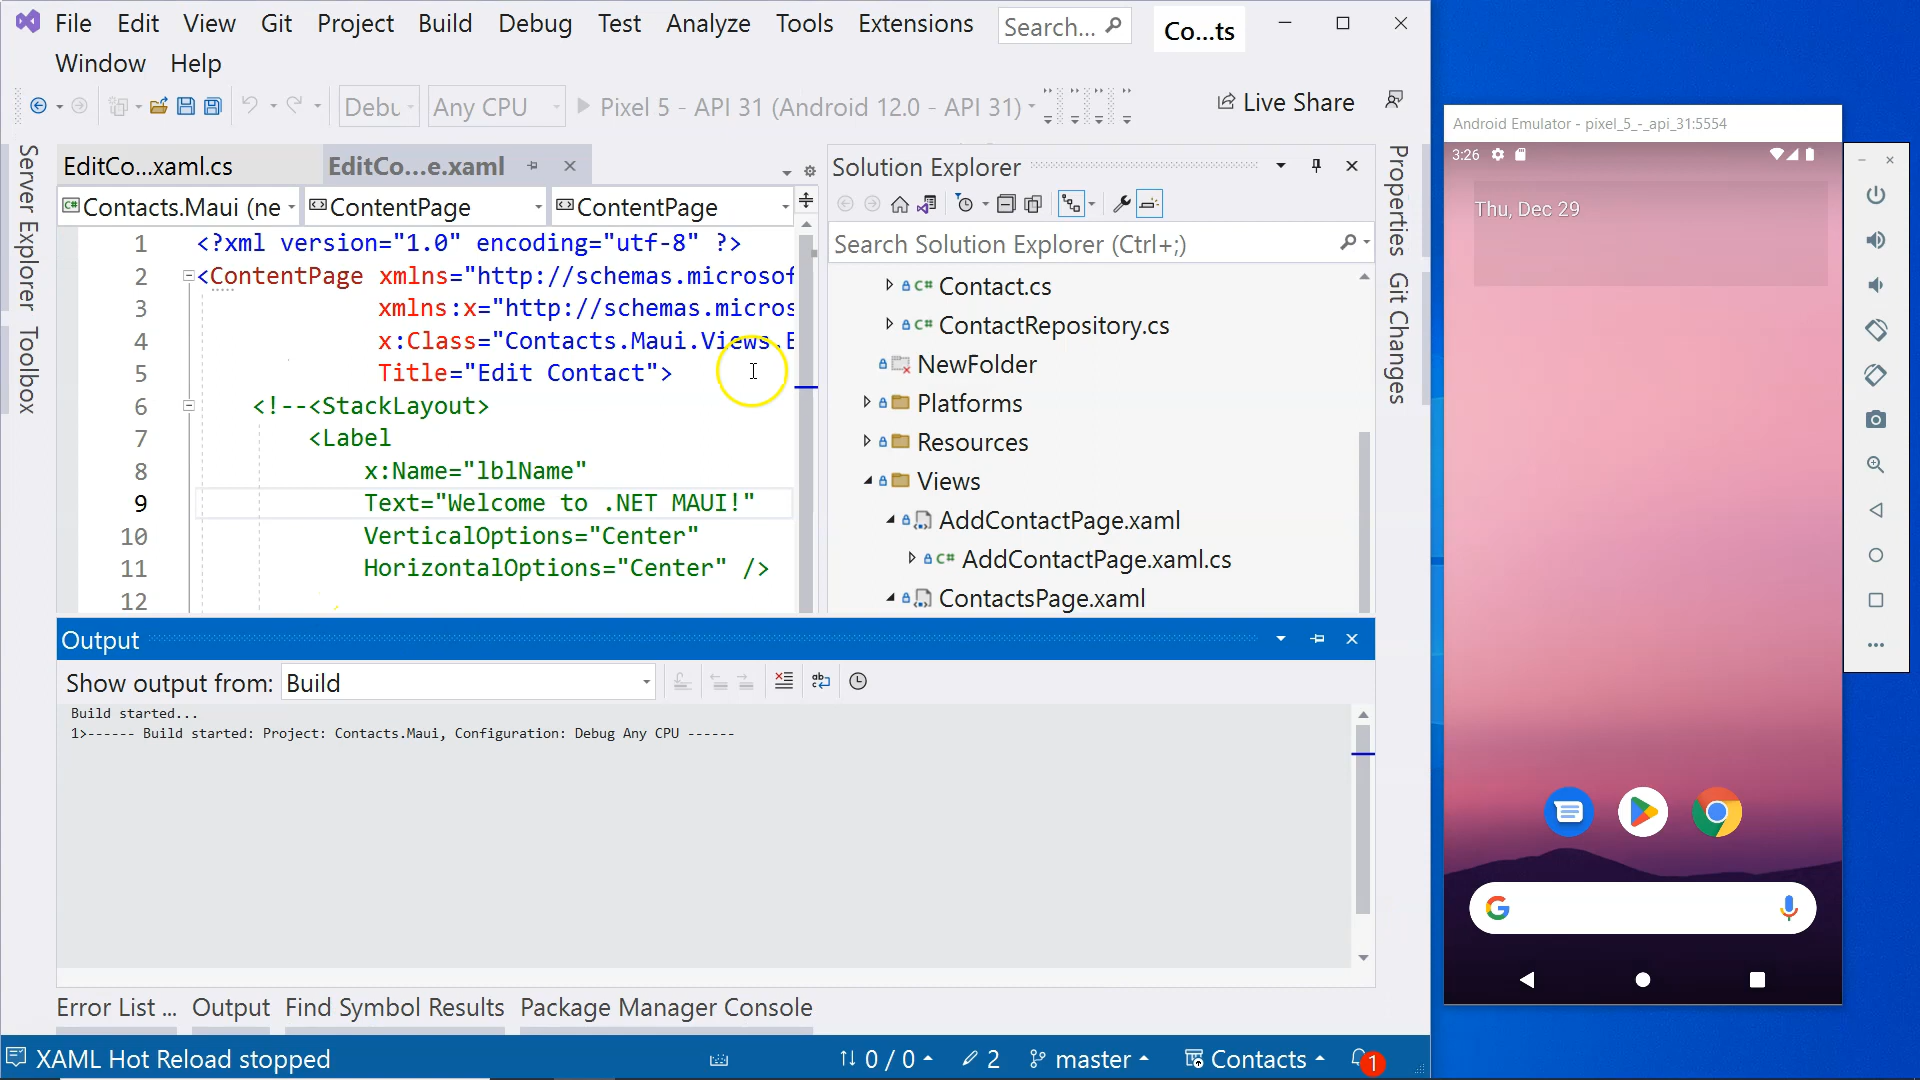 File Edit View Git Project Build Debug Test Tools Analyze Extensions Search... Co...ts
Window Help
Debu Any CPU Pixel 5 - API 31 (Android 12.0 - API 31) Live Share
Server Explorer
Toolbox
EditCo...xaml.cs EditCo...e.xaml
Contacts.Maui (ne ContentPage ContentPage
1 <?xml version="1.0" encoding="utf-8" ?>
2 <ContentPage xmlns="http://schemas.microsof
3 xmlns:x="http://schemas.micros
4 x:Class="Contacts.Maui.Views.E
5 Title="Edit Contact">
6 <!--<StackLayout>
7 <Label
8 x:Name="lblName"
9 Text="Welcome to .NET MAUI!"
10 VerticalOptions="Center"
11 HorizontalOptions="Center" />
12
Solution Explorer
Search Solution Explorer (Ctrl+;)
C# Contact.cs
C# ContactRepository.cs
NewFolder
Platforms
Resources
Views
AddContactPage.xaml
C# AddContactPage.xaml.cs
ContactsPage.xaml
Properties
Git Changes
Output
Show output from: Build
Build started...
1>------ Build started: Project: Contacts.Maui, Configuration: Debug Any CPU ------
Error List ... Output Find Symbol Results Package Manager Console
XAML Hot Reload stopped 0 / 0 2 master Contacts 1
Android Emulator - pixel_5_-_api_31:5554
3:26
Thu, Dec 29